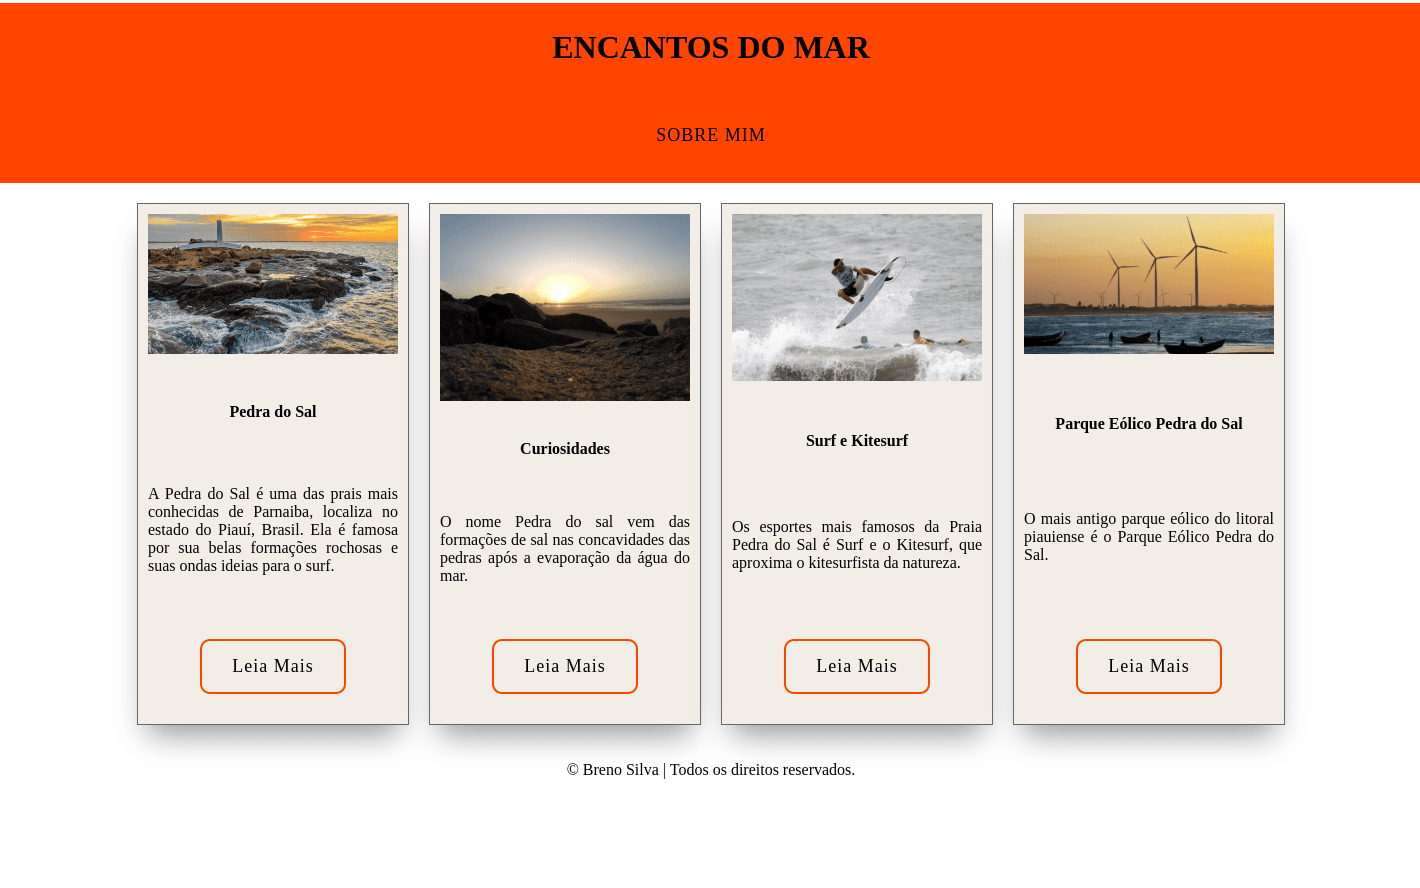 ENCANTOS DO MAR
SOBRE MIM
Pedra do Sal
A Pedra do Sal é uma das prais mais
conhecidas de Parnaiba, localiza no
estado do Piauí, Brasil. Ela é famosa
por sua belas formações rochosas e
suas ondas ideias para o surf.
Leia Mais
Curiosidades
O nome Pedra do sal vem das
formações de sal nas concavidades das
pedras após a evaporação da água do
mar.
Leia Mais
Surf e Kitesurf
Os esportes mais famosos da Praia
Pedra do Sal é Surf e o Kitesurf, que
aproxima o kitesurfista da natureza.
Leia Mais
Parque Eólico Pedra do Sal
O mais antigo parque eólico do litoral
piauiense é o Parque Eólico Pedra do
Sal.
Leia Mais
© Breno Silva | Todos os direitos reservados.